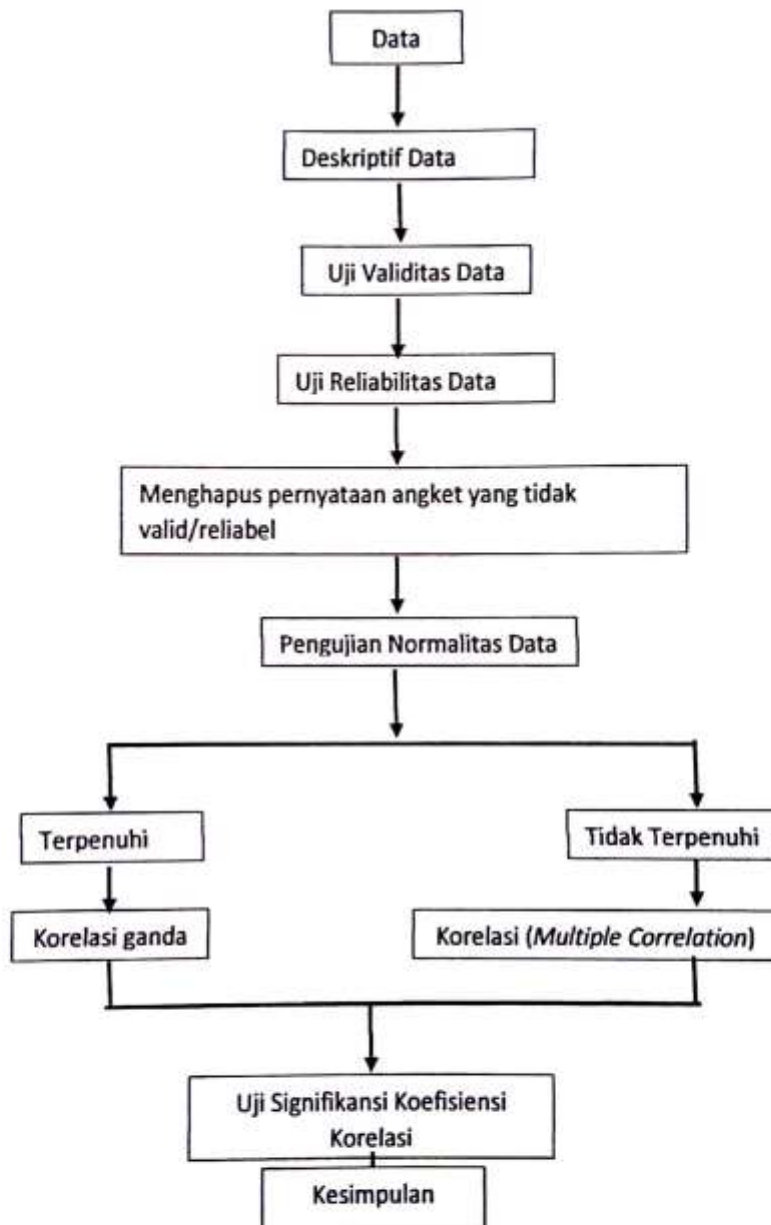 Data
Deskriptif Data
Uji Validitas Data
Uji Reliabilitas Data
Menghapus pernyataan angket yang tidak
valid/reliabel
Pengujian Normalitas Data
Terpenuhi
Tidak Terpenuhi
Korelasi ganda
Korelasi (Multiple Correlation)
Uji Signifikansi Koefisiensi
Korelasi
Kesimpulan